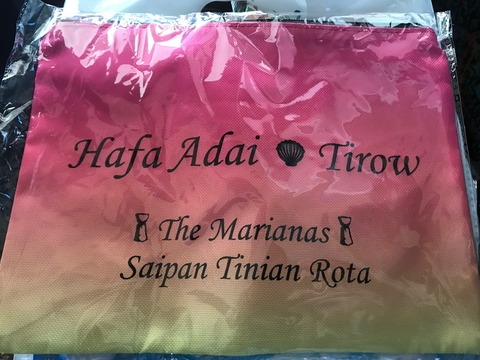 Hafa Adai Tirow
The Marianas
Saipan Tinian Rota